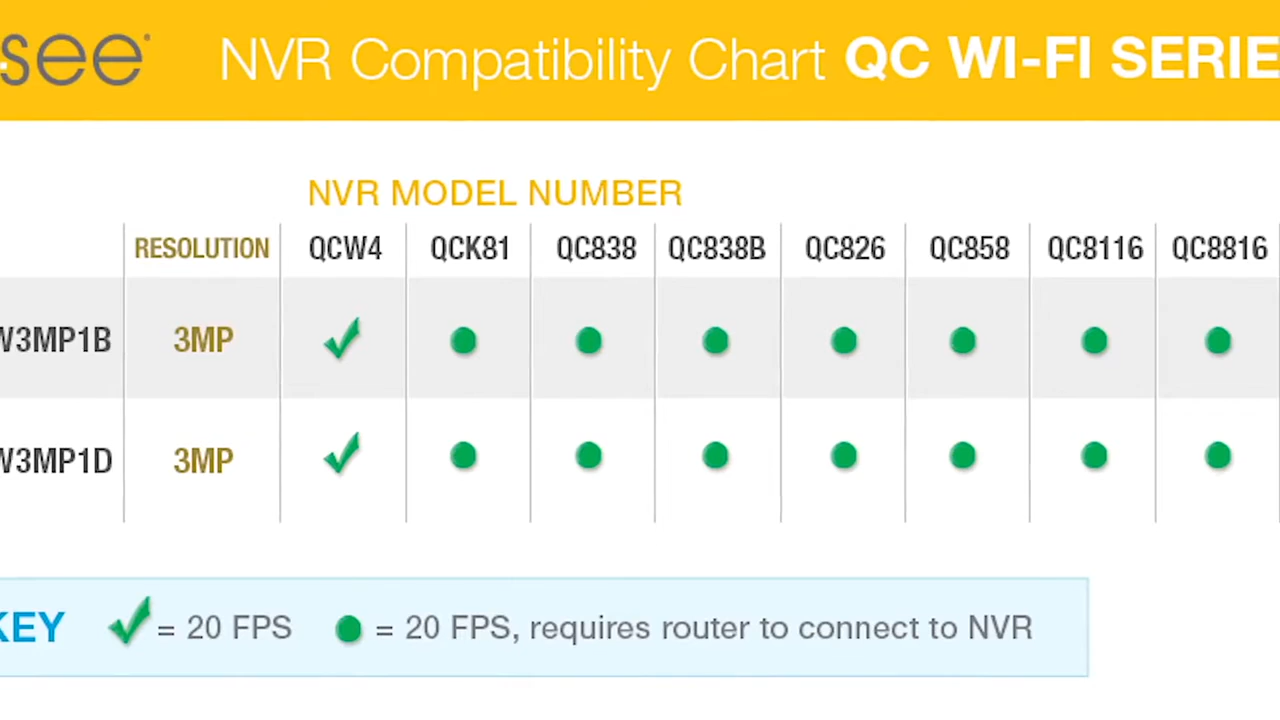 see
NVR Compatibility Chart QC WI-FI SERIE
NVR MODEL NUMBER
RESOLUTION QCW4 QCK81 QC838 QC838B QC826 QC858 QC8116 QC8816
W3MP1B 3MP
W3MP1D 3MP
KEY = 20 FPS = 20 FPS, requires router to connect to NVR